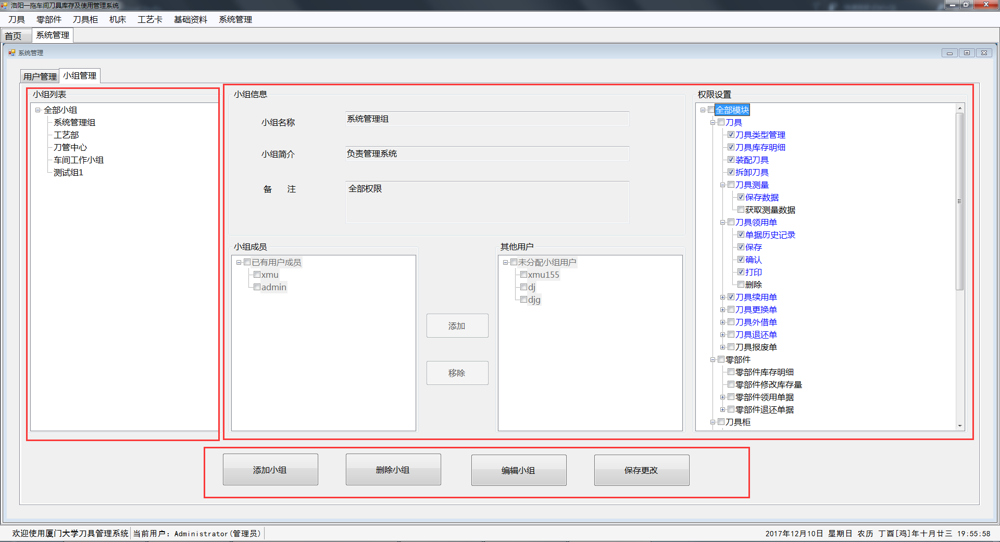 洛阳一拖车间刀具库存及使用管理系统
刀具 零部件 刀具柜 机床 工艺卡 基础资料 系统管理
首页 系统管理
系统管理
用户管理 小组管理
小组列表
全部小组
系统管理组
工艺部
刀管中心
车间工作小组
测试组1
小组信息
小组名称 系统管理组
小组简介 负责管理系统
备 注 全部权限
小组成员
已有用户成员
xmu
admin
添加
移除
其他用户
未分配小组用户
xmu155
dj
djg
权限设置
全部模块
刀具
刀具类型管理
刀具库存明细
装配刀具
拆卸刀具
刀具测量
保存数据
获取测量数据
刀具领用单
单据历史记录
保存
确认
打印
删除
刀具续用单
刀具更换单
刀具外借单
刀具退还单
刀具报废单
零部件
零部件库存明细
零部件修改库存量
零部件领用单据
零部件退还单据
刀具柜
添加小组 删除小组 编辑小组 保存更改
欢迎使用厦门大学刀具管理系统 当前用户：Administrator(管理员) 2017年12月10日 星期日 农历 丁酉[鸡]年十月廿三 19:55:58